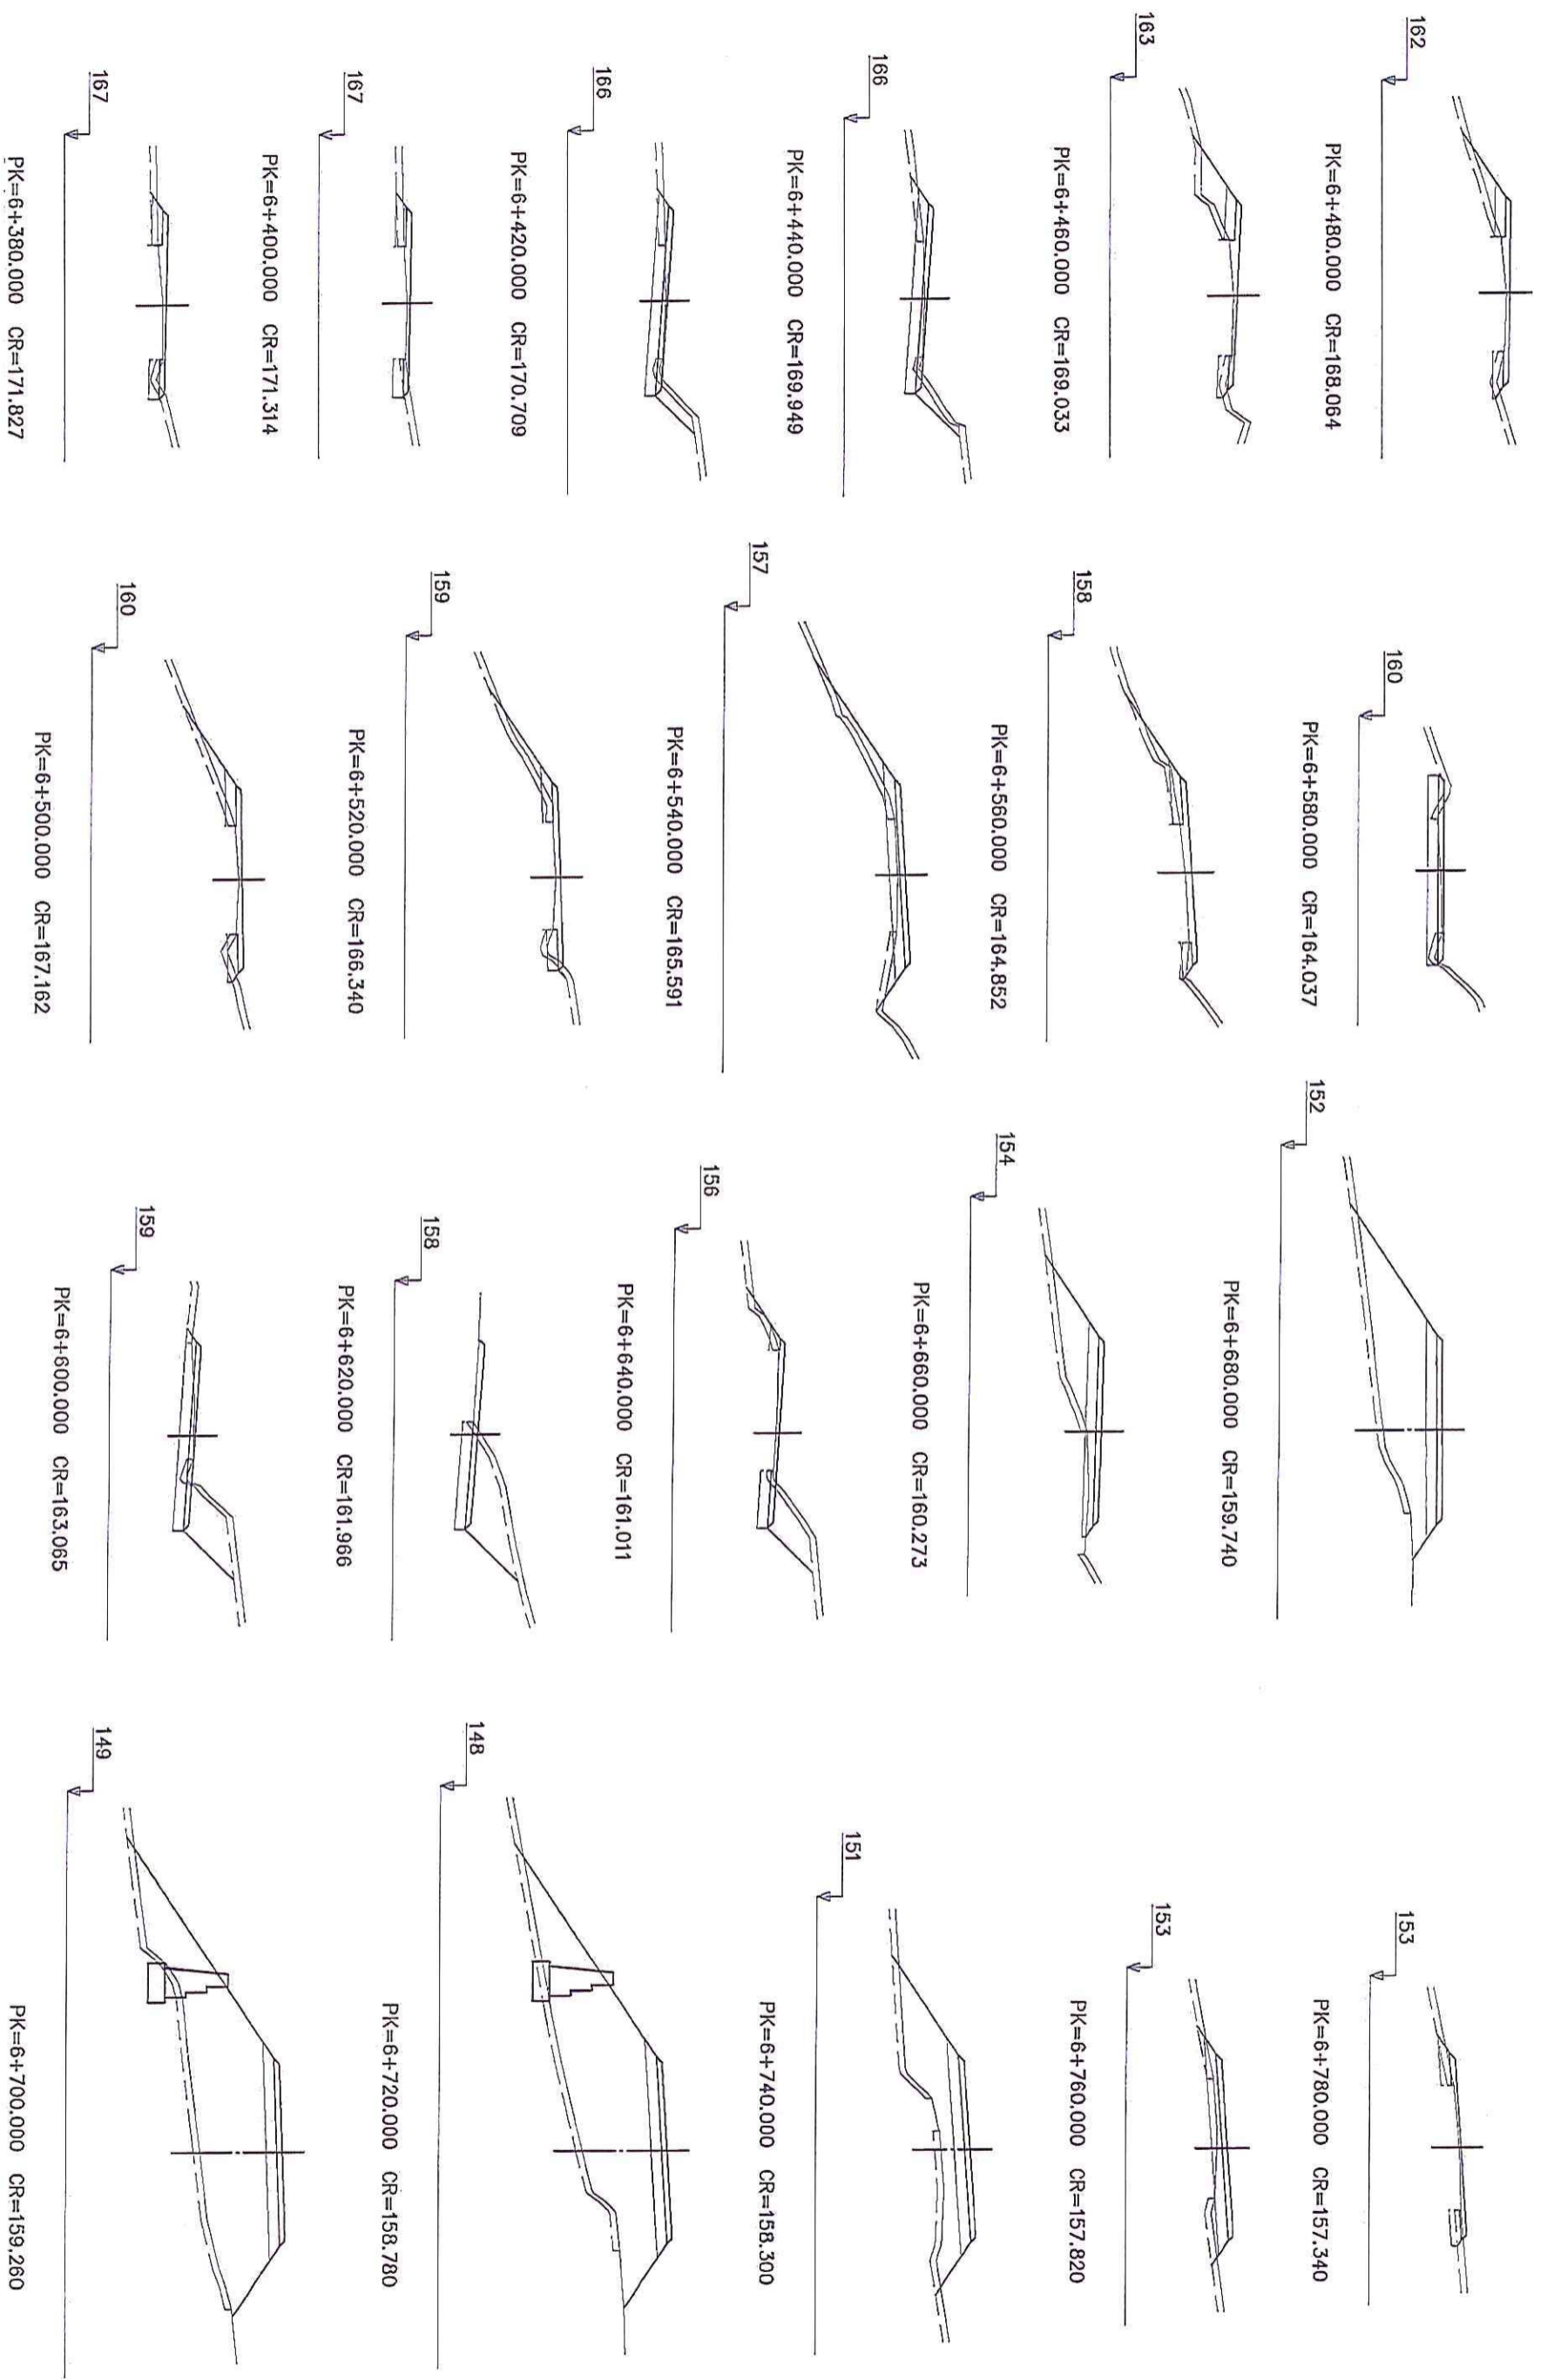 162
PK=6+480.000 CR=168.064
163
PK=6+460.000 CR=169.033
166
PK=6+440.000 CR=169.949
166
PK=6+420.000 CR=170.709
167
PK=6+400.000 CR=171.314
167
PK=6+380.000 CR=171.827
160
PK=6+580.000 CR=164.037
158
PK=6+560.000 CR=164.852
157
PK=6+540.000 CR=165.591
159
PK=6+520.000 CR=166.340
160
PK=6+500.000 CR=167.162
152
PK=6+680.000 CR=159.740
154
PK=6+660.000 CR=160.273
156
PK=6+640.000 CR=161.011
158
PK=6+620.000 CR=161.966
159
PK=6+600.000 CR=163.065
153
PK=6+780.000 CR=157.340
153
PK=6+760.000 CR=157.820
151
PK=6+740.000 CR=158.300
148
PK=6+720.000 CR=158.780
149
PK=6+700.000 CR=159.260